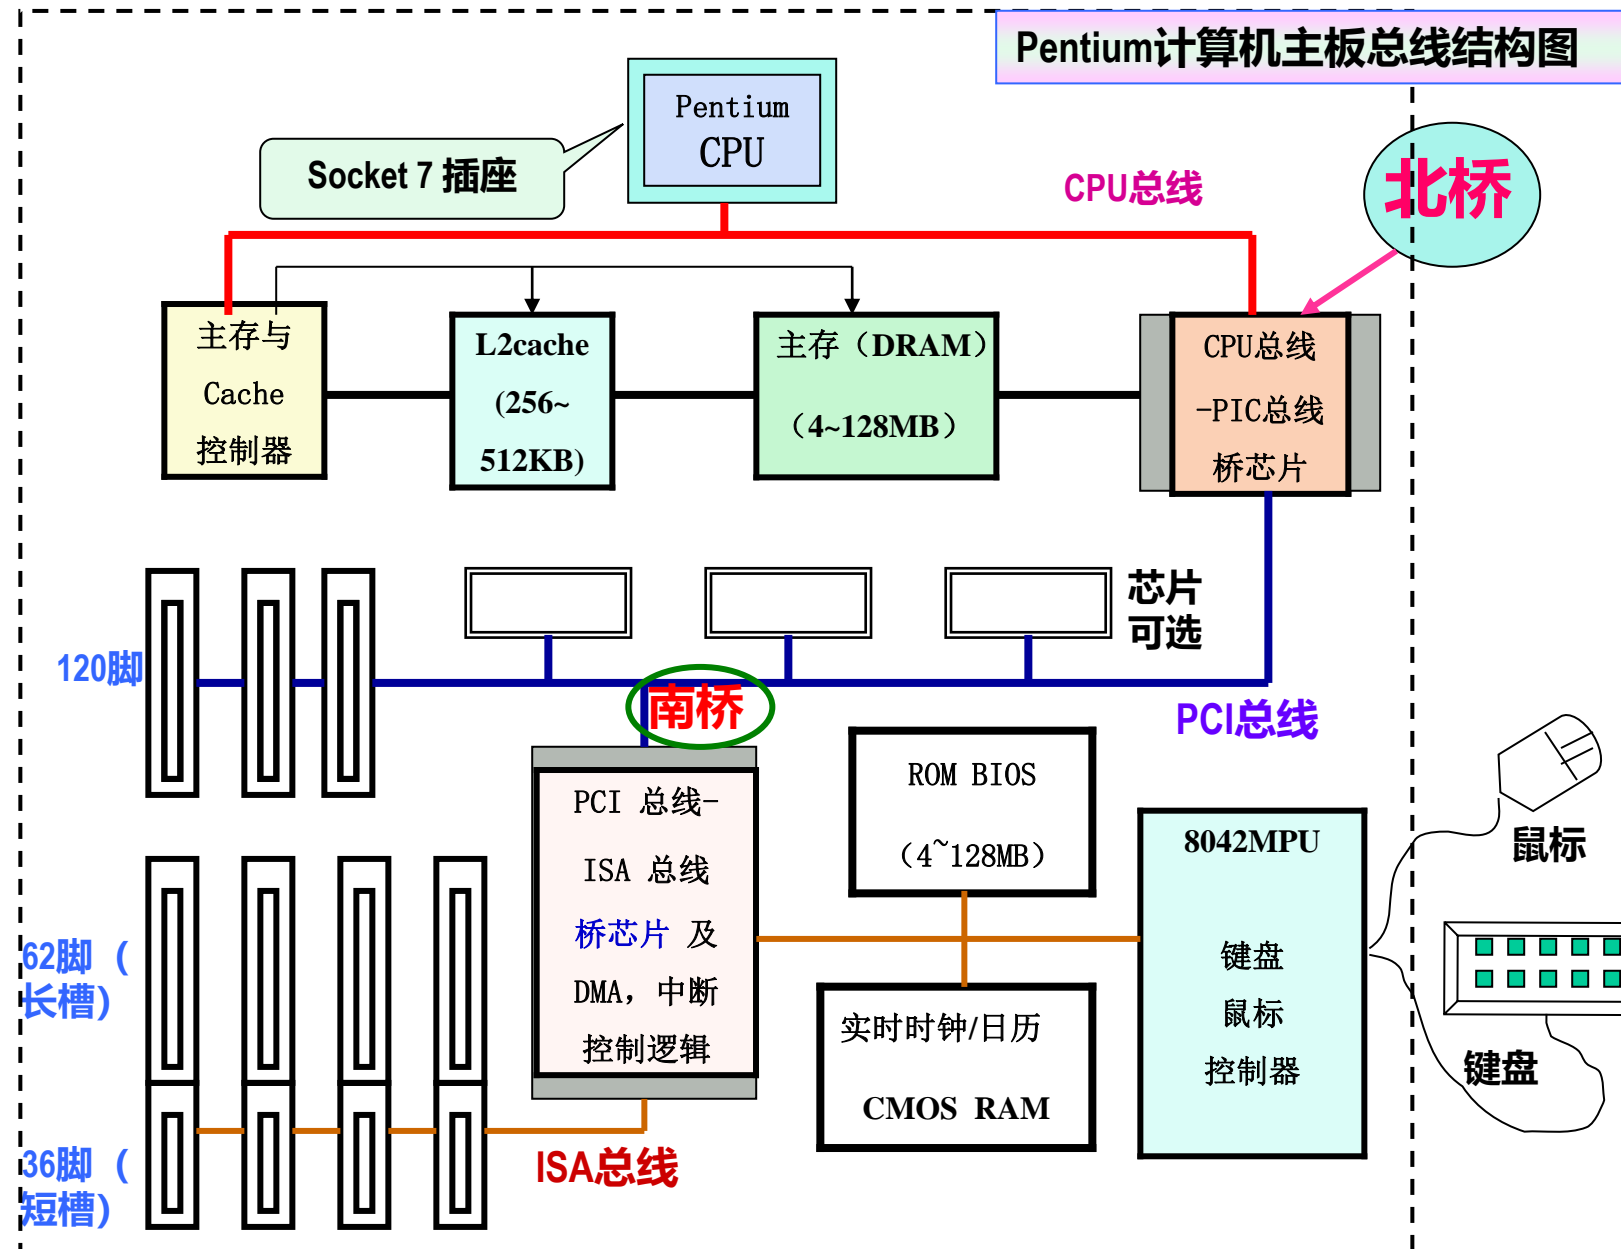 Pentium计算机主板总线结构图
Pentium
CPU
Socket 7 插座
CPU总线
北桥
主存与
Cache
控制器
L2cache
(256~
512KB)
主存（DRAM）
（4~128MB）
CPU总线
-PIC总线
桥芯片
芯片
可选
120脚
南桥
PCI总线
PCI 总线-
ISA 总线
桥芯片 及
DMA，中断
控制逻辑
ROM BIOS
（4~128MB）
8042MPU
键盘
鼠标
控制器
鼠标
62脚（
长槽）
实时时钟/日历
CMOS RAM
键盘
36脚（
短槽）
ISA总线